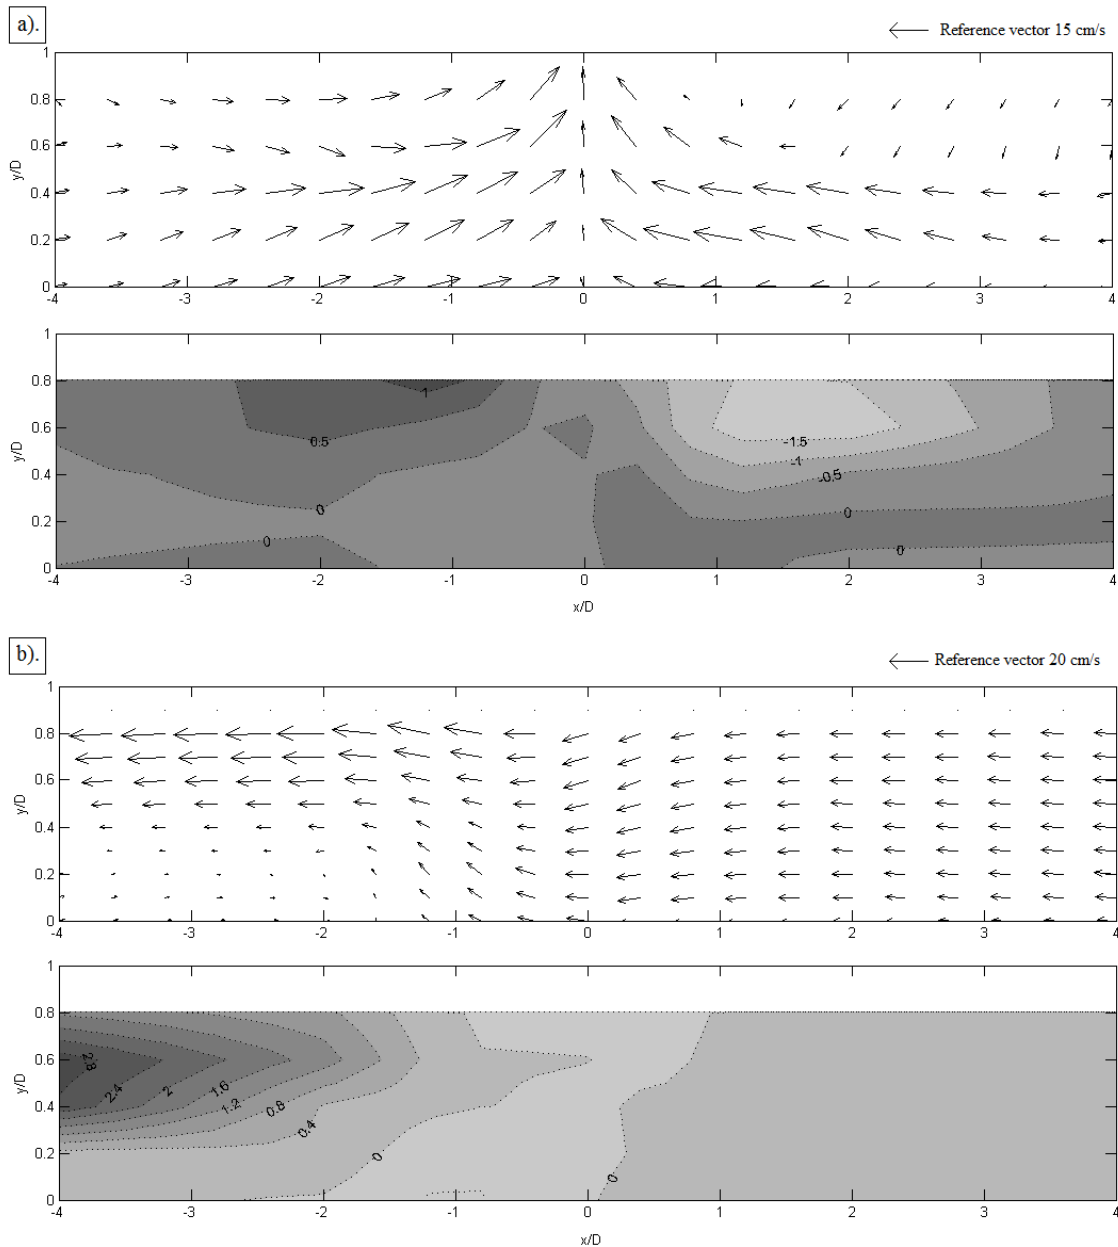 a).
Reference vector 15 cm/s
1
0.8
0.6
y/D
0.4
0.2
0
-4 -3 -2 -1 0 1 2 3 4
1
0.8 1
0.6
0.5 -1.5
y/D
-1
0.4 -0.5
0.2 0 0
0 0
0
-4 -3 -2 -1 0 1 2 3 4
x/D
b).
Reference vector 20 cm/s
1
0.8
0.6
y/D
0.4
0.2
0
-4 -3 -2 -1 0 1 2 3 4
1
0.8
0.6 2.8
y/D
2.4 2 1.6
0.4 1.2 0.8
0.4
0.2 0
0
0
-4 -3 -2 -1 0 1 2 3 4
x/D